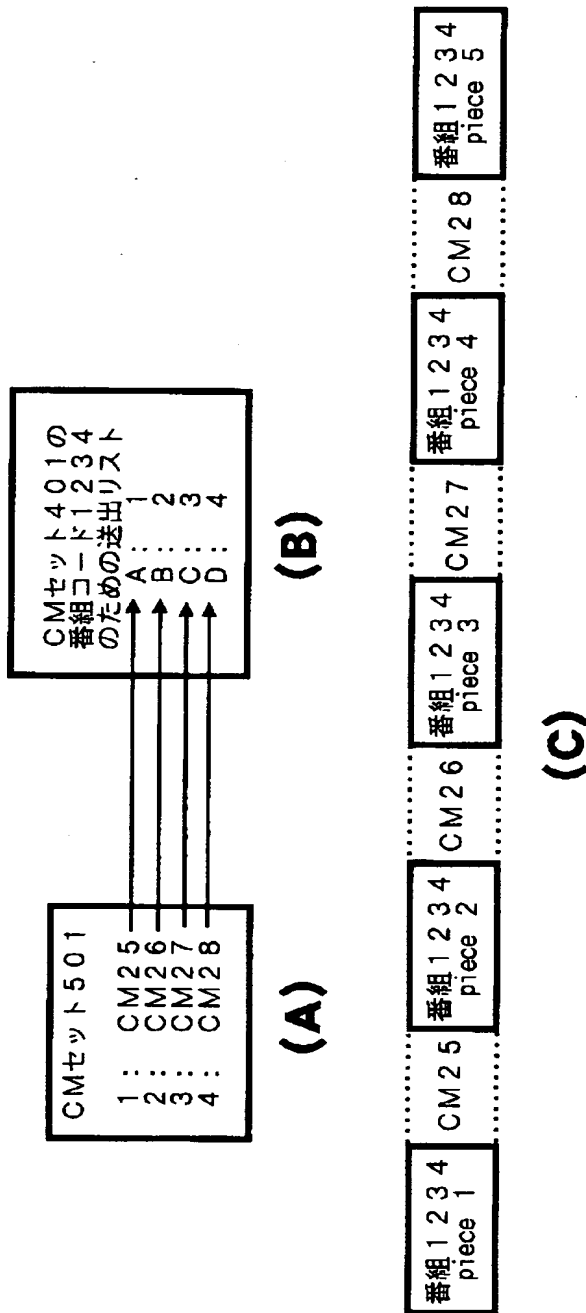 CMセット501
1: CM25
2: CM26
3: CM27
4: CM28
(A)
CMセット401の
番組コード1234
のための送出リスト
A: 1
B: 2
C: 3
D: 4
(B)
番組1234
piece 1
CM25
番組1234
piece 2
CM26
番組1234
piece 3
CM27
番組1234
piece 4
CM28
番組1234
piece 5
(C)